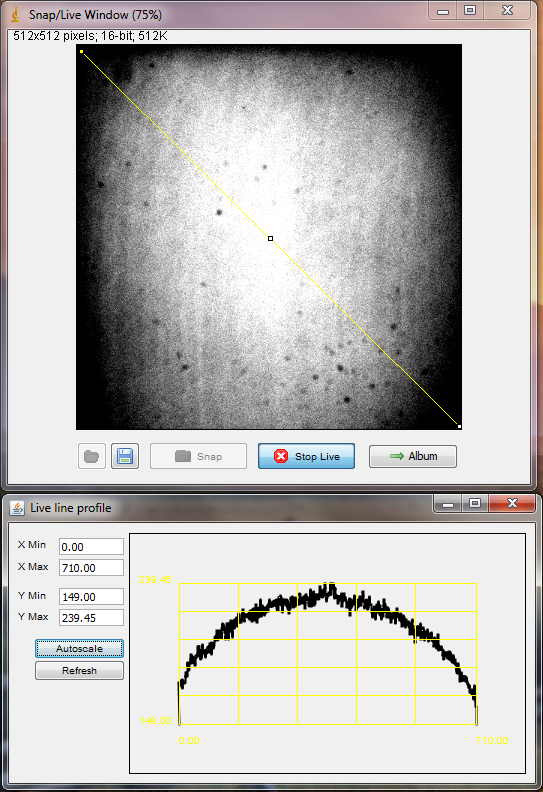 Snap/Live Window (75%)
512x512 pixels; 16-bit; 512K
Snap
Stop Live
Album
Live line profile
X Min 0.00
X Max 710.00
Y Min 149.00
Y Max 239.45
Autoscale
Refresh
239.45
149.00
0.00 710.00